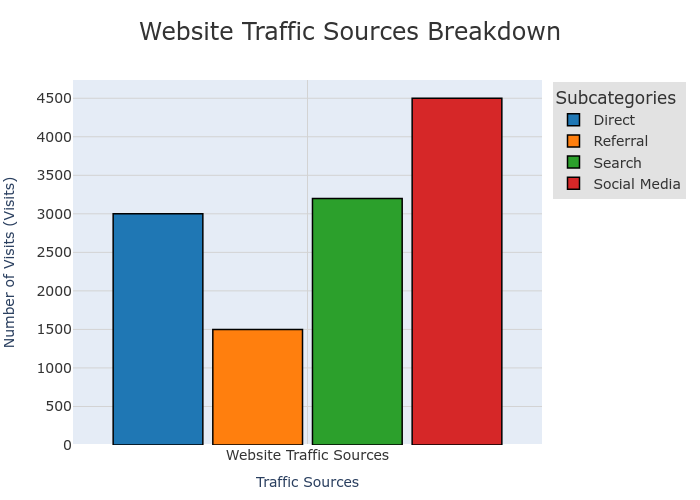 Website Traffic Sources Breakdown
Subcategories
Direct
Referral
Search
Social Media
Number of Visits (Visits)
4500
4000
3500
3000
2500
2000
1500
1000
500
0
Website Traffic Sources
Traffic Sources